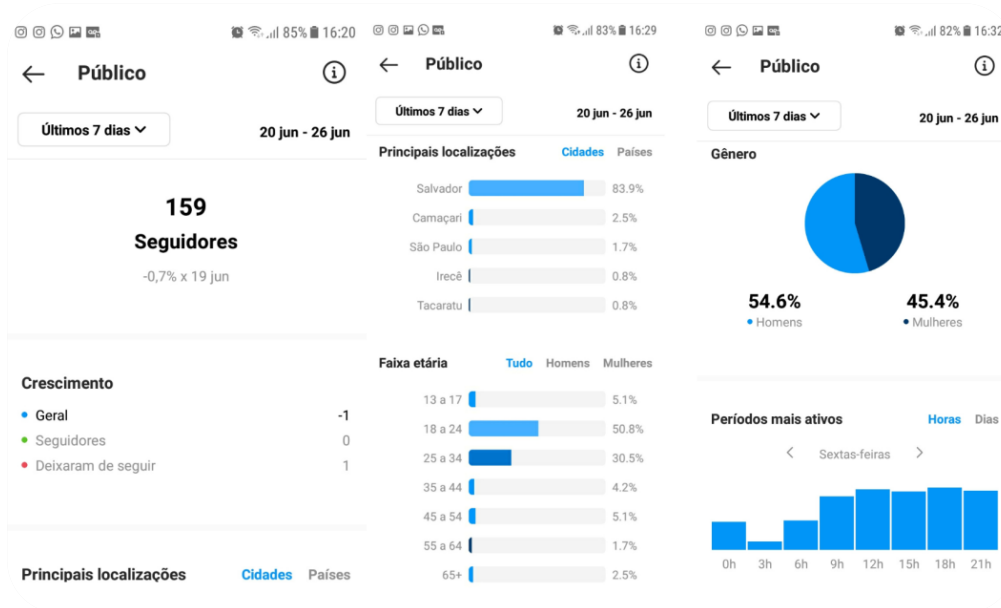 85% 16:20
Público
Últimos 7 dias
20 jun - 26 jun
159
Seguidores
-0,7% x 19 jun
Crescimento
Geral -1
Seguidores 0
Deixaram de seguir 1
Principais localizações Cidades Países
83% 16:29
Público
Últimos 7 dias
20 jun - 26 jun
Principais localizações Cidades Países
Salvador 83.9%
Camaçari 2.5%
São Paulo 1.7%
Irecê 0.8%
Tacaratu 0.8%
Faixa etária Tudo Homens Mulheres
13 a 17 5.1%
18 a 24 50.8%
25 a 34 30.5%
35 a 44 4.2%
45 a 54 5.1%
55 a 64 1.7%
65+ 2.5%
82% 16:32
Público
Últimos 7 dias
20 jun - 26 jun
Gênero
54.6% 45.4%
Homens Mulheres
Períodos mais ativos Horas Dias
Sextas-feiras
0h 3h 6h 9h 12h 15h 18h 21h